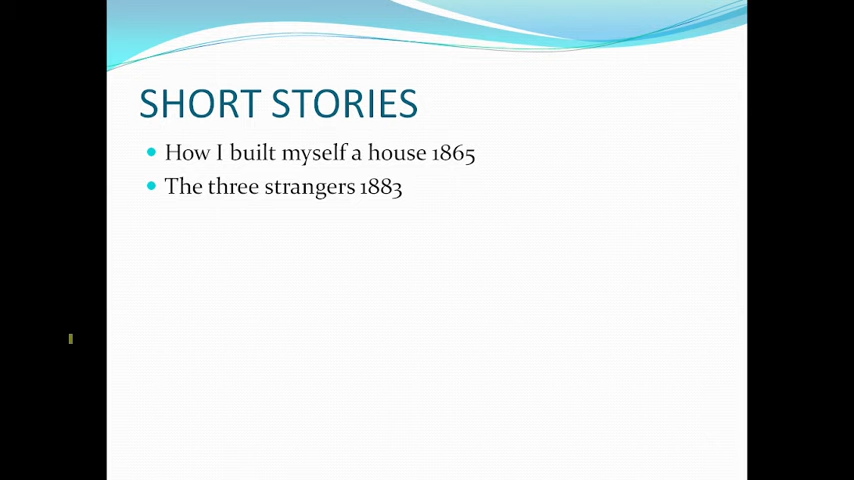 SHORT STORIES
• How I built myself a house 1865
• The three strangers 1883